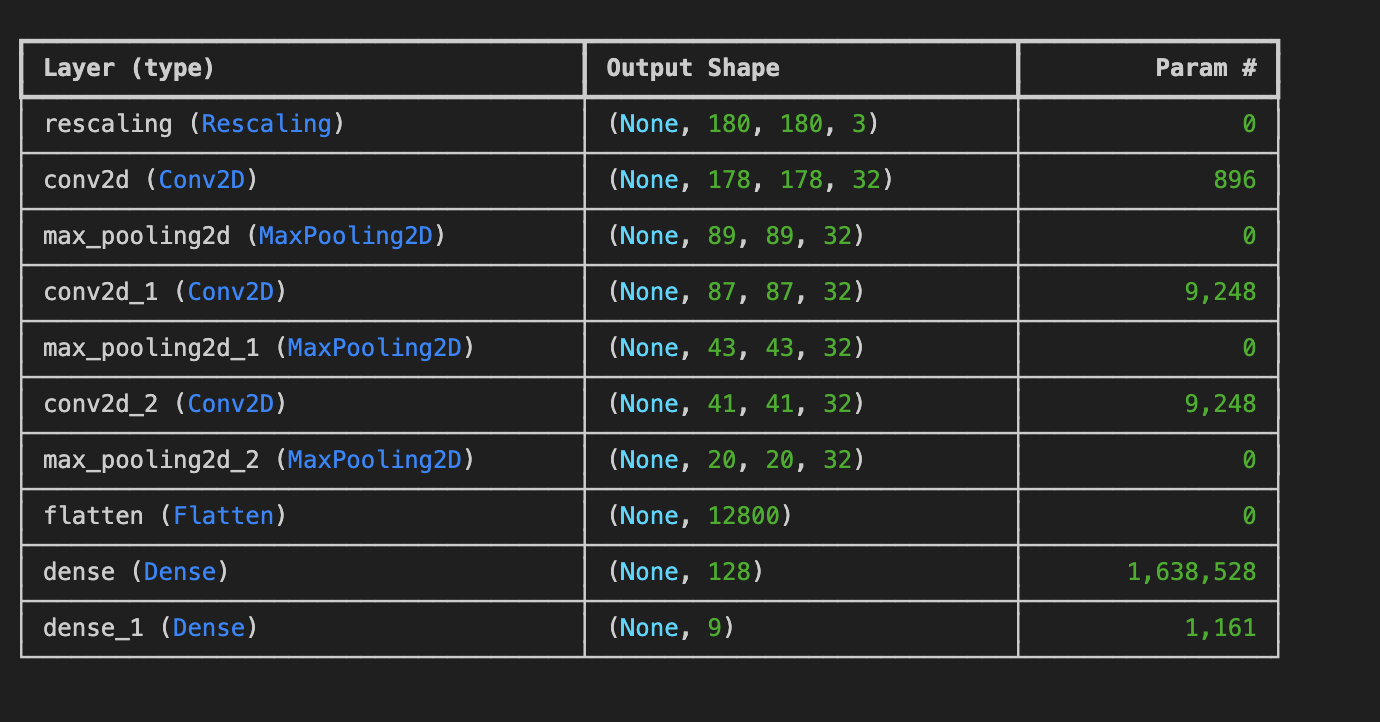 Layer (type) Output Shape Param #
rescaling (Rescaling) (None, 180, 180, 3) 0
conv2d (Conv2D) (None, 178, 178, 32) 896
max_pooling2d (MaxPooling2D) (None, 89, 89, 32) 0
conv2d_1 (Conv2D) (None, 87, 87, 32) 9,248
max_pooling2d_1 (MaxPooling2D) (None, 43, 43, 32) 0
conv2d_2 (Conv2D) (None, 41, 41, 32) 9,248
max_pooling2d_2 (MaxPooling2D) (None, 20, 20, 32) 0
flatten (Flatten) (None, 12800) 0
dense (Dense) (None, 128) 1,638,528
dense_1 (Dense) (None, 9) 1,161